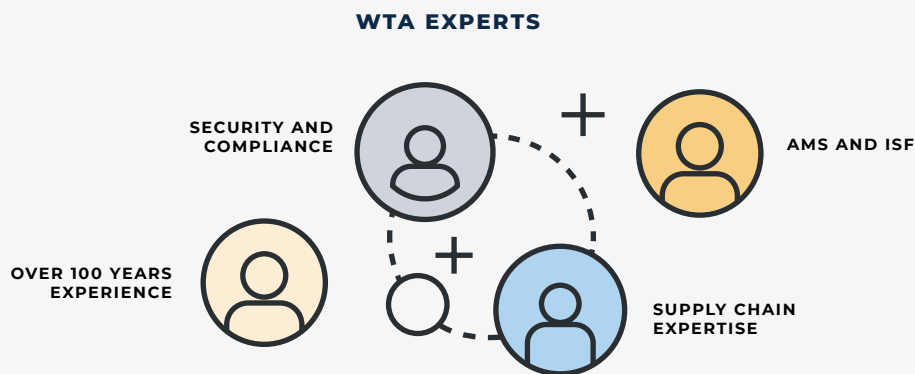 WTA EXPERTS
SECURITY AND
COMPLIANCE
AMS AND ISF
OVER 100 YEARS
EXPERIENCE
SUPPLY CHAIN
EXPERTISE